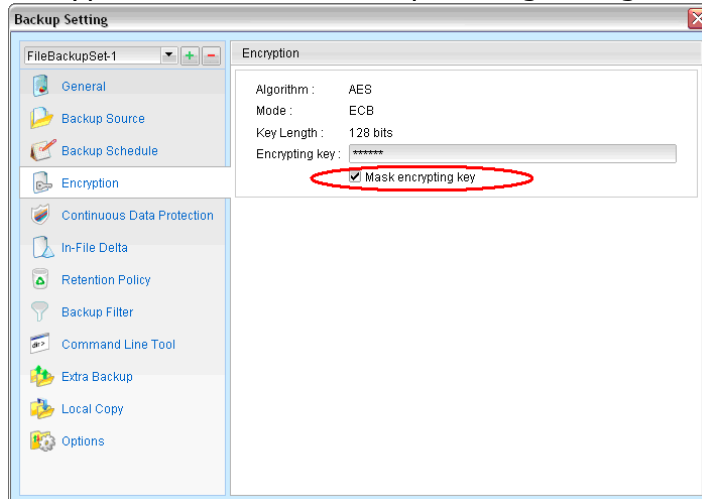 Backup Setting
FileBackupSet-1
General
Backup Source
Backup Schedule
Encryption
Continuous Data Protection
In-File Delta
Retention Policy
Backup Filter
Command Line Tool
Extra Backup
Local Copy
Options
Encryption
Algorithm : AES
Mode : ECB
Key Length : 128 bits
Encrypting key : ******
Mask encrypting key